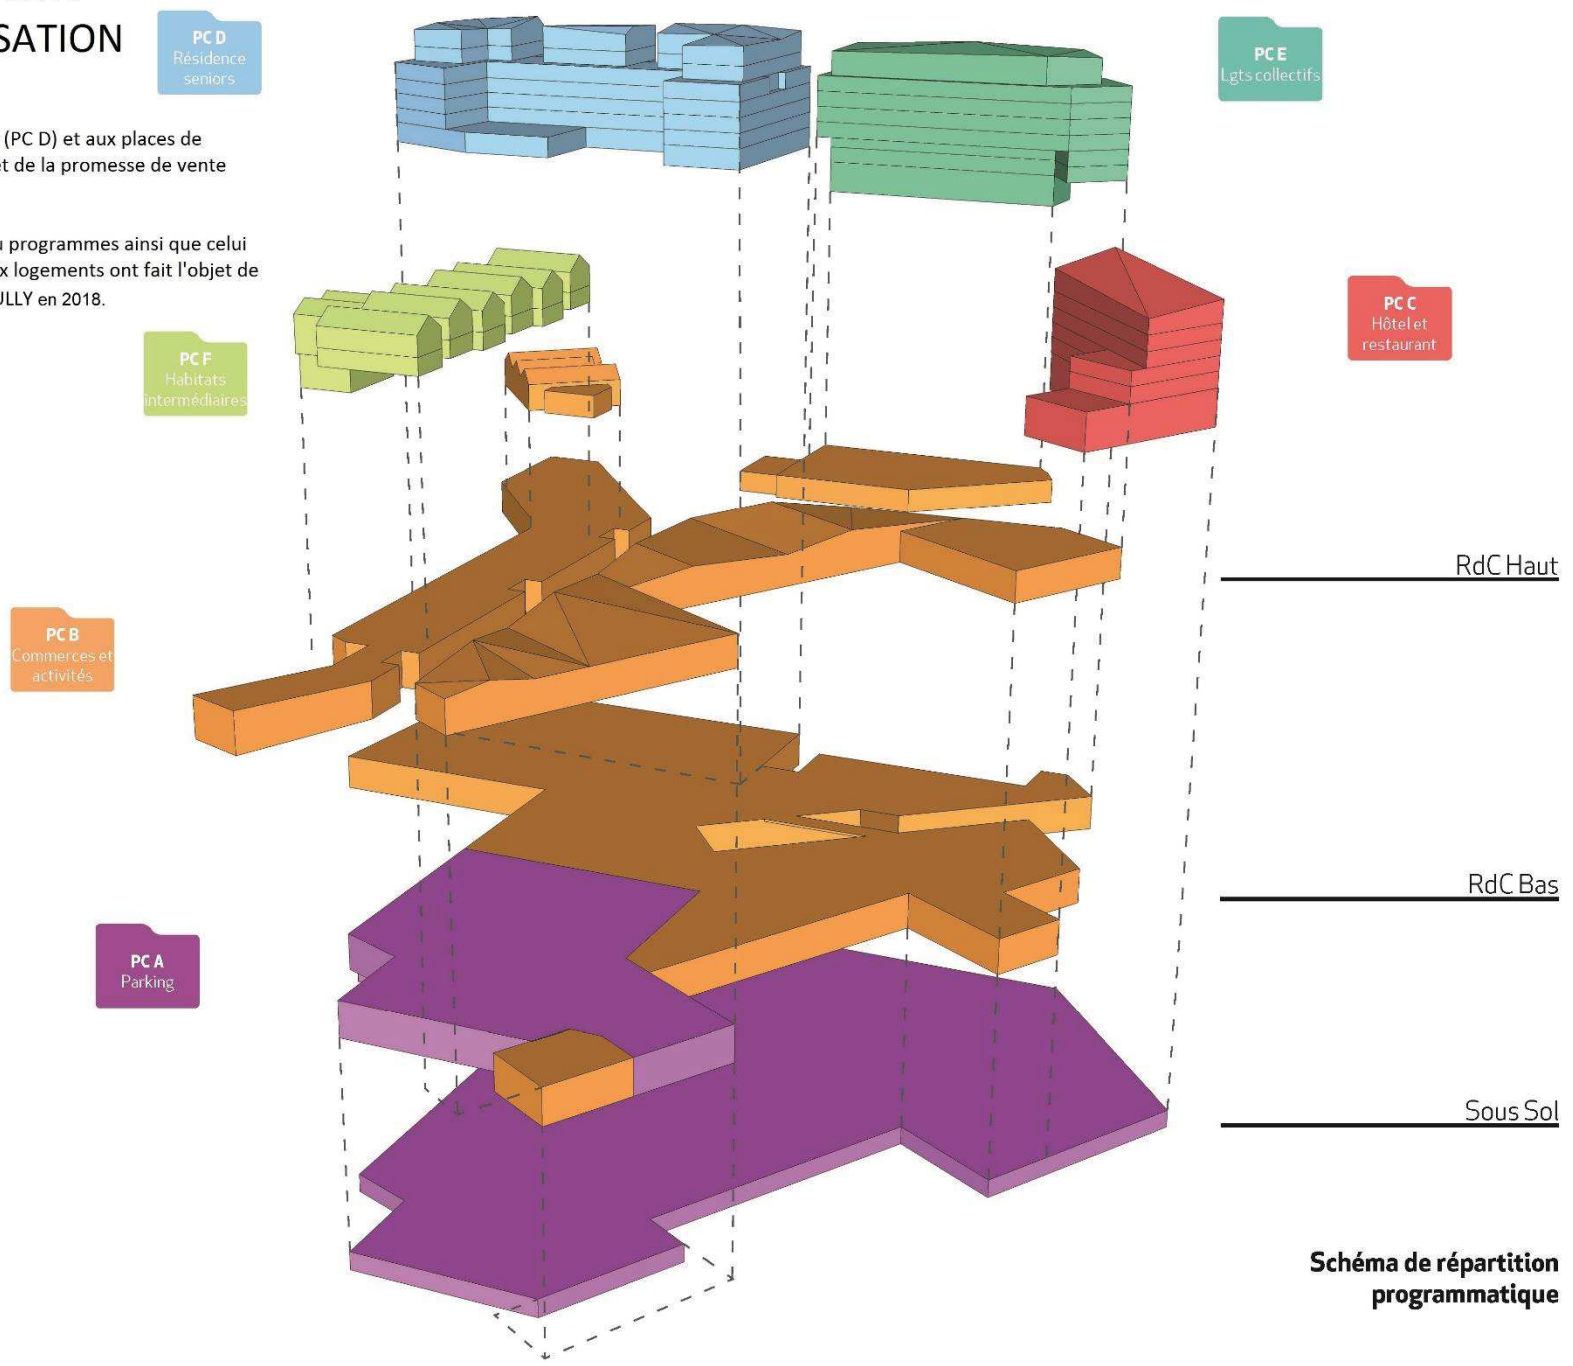 SATION
(PC D) et aux places de
et de la promesse de vente
u programmes ainsi que celui
x logements ont fait l'objet de
ULLY en 2018.
PC D
Résidence
seniors
PC E
Lgts collectifs
PC F
Habitats
intermédiaires
PC C
Hôtel et
restaurant
PC B
Commerces et
activités
PC A
Parking
RdC Haut
RdC Bas
Sous Sol
Schéma de répartition
programmatique